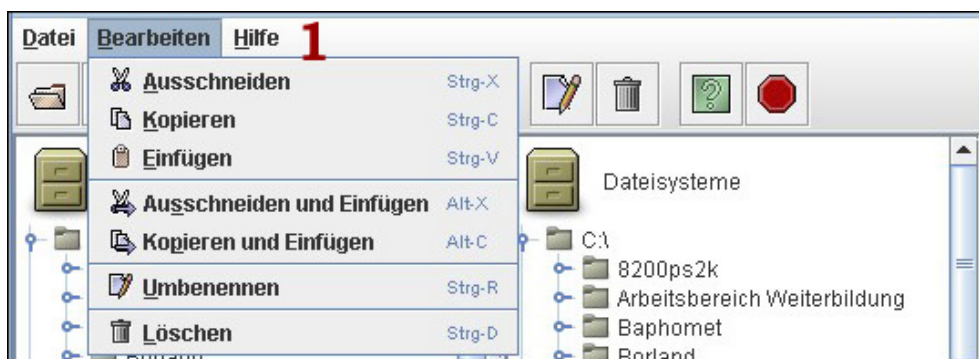 Datei Bearbeiten Hilfe 1
Ausschneiden Strg-X
Kopieren Strg-C
Einfügen Strg-V
Ausschneiden und Einfügen Alt-X
Kopieren und Einfügen Alt-C
Umbenennen Strg-R
Löschen Strg-D
Dateisysteme
C:\
8200ps2k
Arbeitsbereich Weiterbildung
Baphomet
Borland